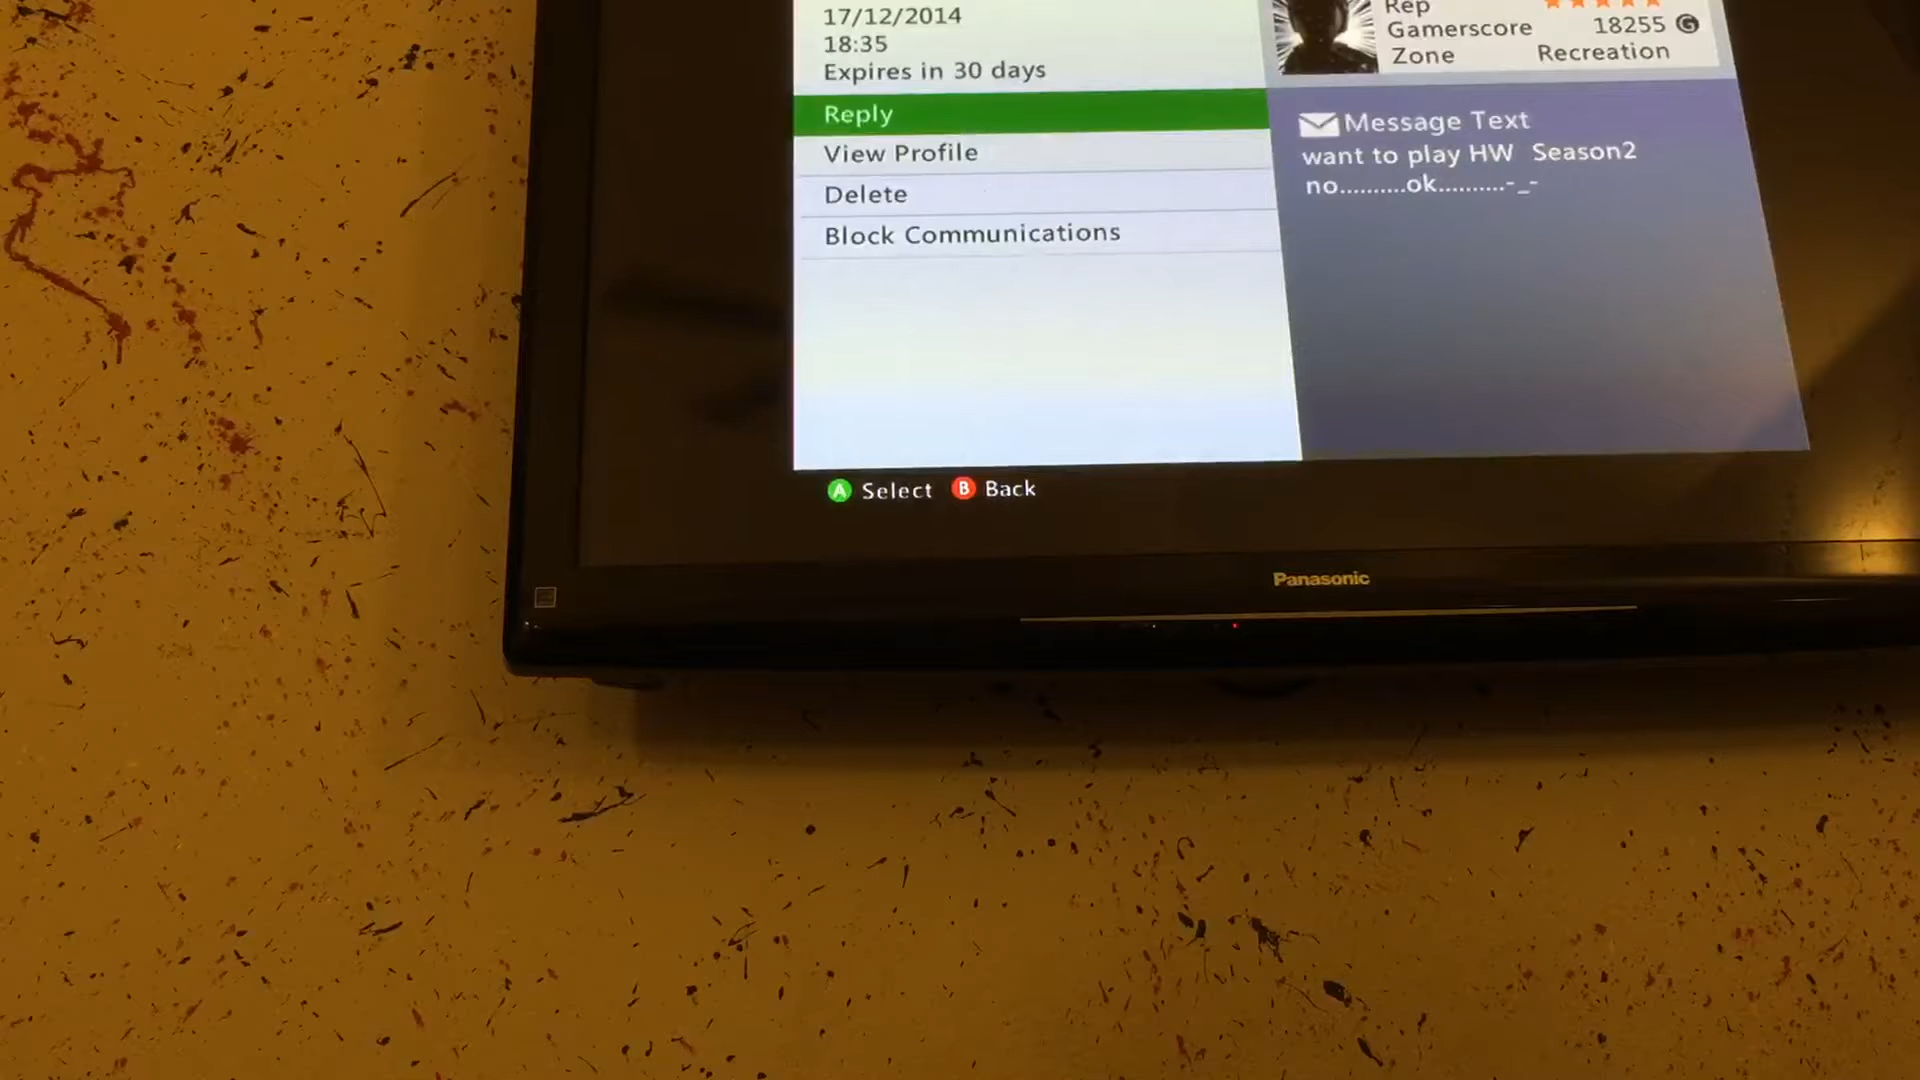 17/12/2014
18:35
Expires in 30 days
Reply
View Profile
Delete
Block Communications
Rep
Gamerscore 18255 G
Zone Recreation
Message Text
want to play HW Season2
no..........ok..........-_-
A Select B Back
Panasonic